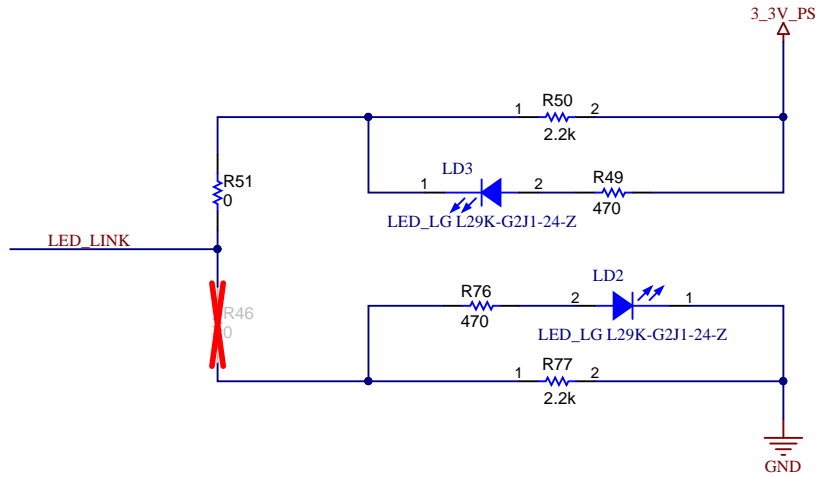 3_3V_PS
R50
1 2
2.2k
LD3
R51
0
1 2
R49
470
LED_LG L29K-G2J1-24-Z
LED_LINK
LD2
R76
470
2 1
R46
0
LED_LG L29K-G2J1-24-Z
R77
1 2
2.2k
GND